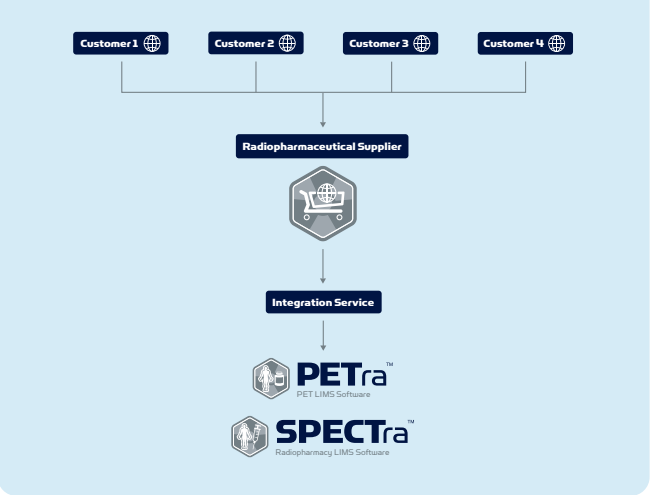 Customer 1
Customer 2
Customer 3
Customer 4
Radiopharmaceutical Supplier
Integration Service
PETra™
PET LIMS Software
SPECTra™
Radiopharmacy LIMS Software